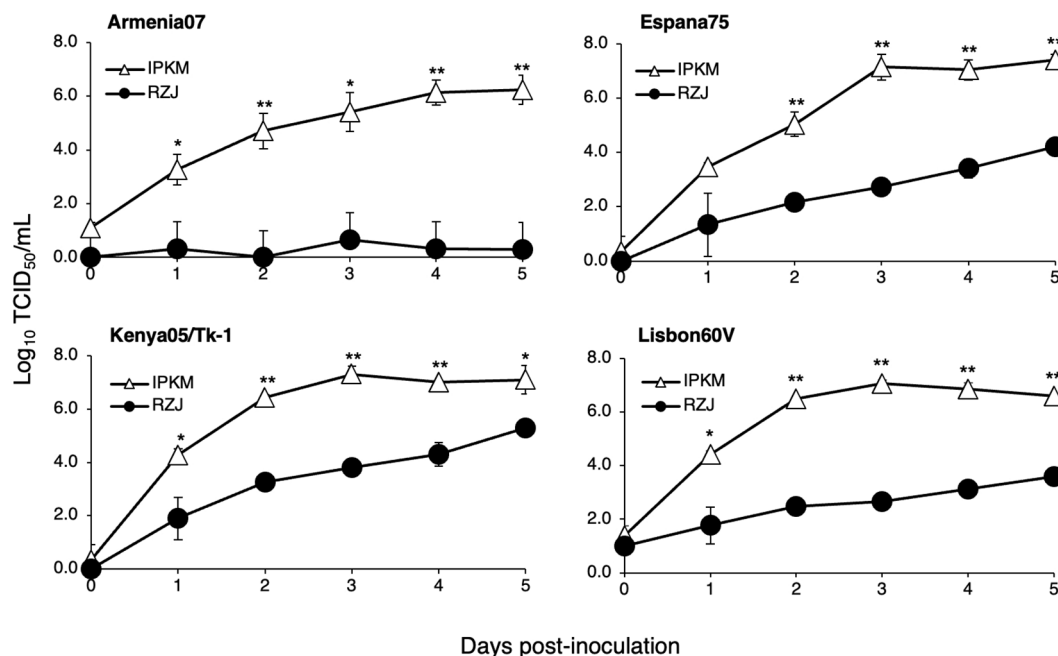 Armenia07
8.0
6.0
4.0
2.0
0.0
IPKM
RZJ
* ** * ** **
0 1 2 3 4 5
Espana75
8.0
6.0
4.0
2.0
0.0
IPKM
RZJ
** ** ** **
0 1 2 3 4 5
Kenya05/Tk-1
8.0
6.0
4.0
2.0
0.0
IPKM
RZJ
* ** ** ** *
0 1 2 3 4 5
Lisbon60V
8.0
6.0
4.0
2.0
0.0
IPKM
RZJ
* ** ** ** **
0 1 2 3 4 5
Log₁₀ TCID₅₀/mL
Days post-inoculation